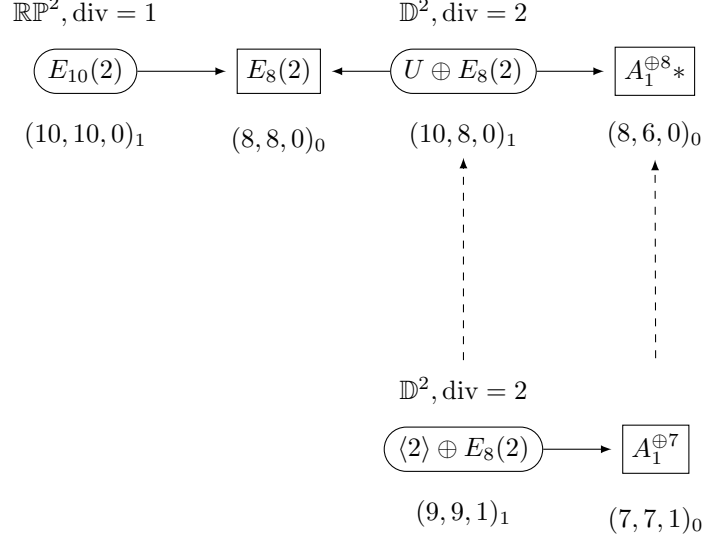 ℝℙ², div = 1
𝔻², div = 2
E₁₀(2)
E₈(2)
U ⊕ E₈(2)
A₁^{⊕8}*
(10, 10, 0)₁
(8, 8, 0)₀
(10, 8, 0)₁
(8, 6, 0)₀
𝔻², div = 2
⟨2⟩ ⊕ E₈(2)
A₁^{⊕7}
(9, 9, 1)₁
(7, 7, 1)₀